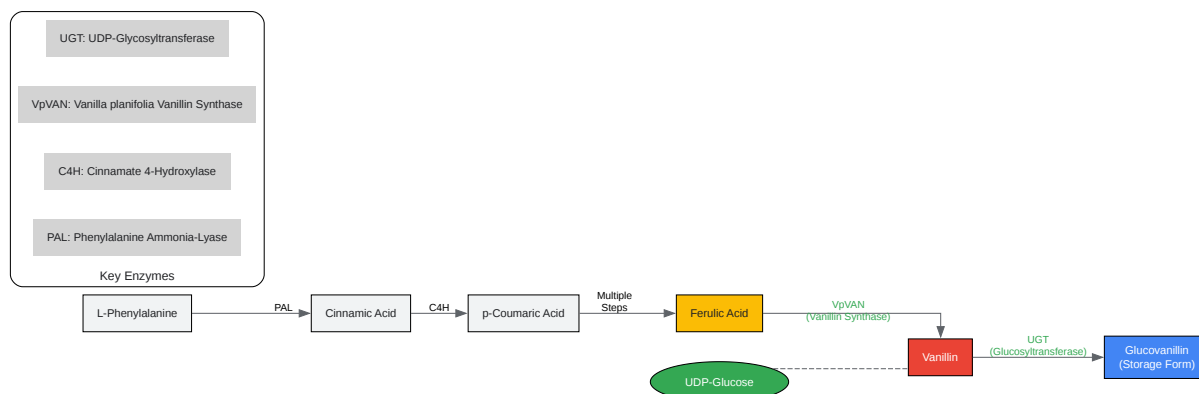 UGT: UDP-Glycosyltransferase
VpVAN: Vanilla planifolia Vanillin Synthase
C4H: Cinnamate 4-Hydroxylase
PAL: Phenylalanine Ammonia-Lyase
Key Enzymes
L-Phenylalanine
PAL
Cinnamic Acid
C4H
p-Coumaric Acid
Multiple
Steps
Ferulic Acid
VpVAN
(Vanillin Synthase)
Vanillin
UGT
(Glucosyltransferase)
Glucovanillin
(Storage Form)
UDP-Glucose